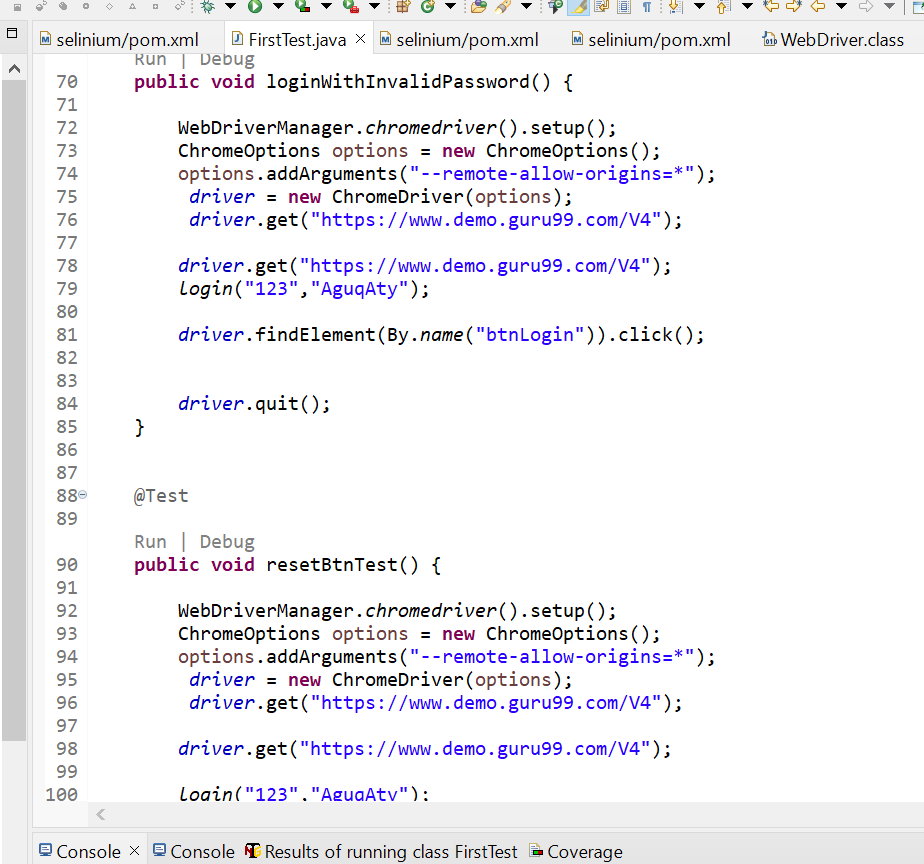 selinium/pom.xml
FirstTest.java
selinium/pom.xml
selinium/pom.xml
WebDriver.class
Run | Debug
70 public void loginWithInvalidPassword() {
71
72 WebDriverManager.chromedriver().setup();
73 ChromeOptions options = new ChromeOptions();
74 options.addArguments("--remote-allow-origins=*");
75 driver = new ChromeDriver(options);
76 driver.get("https://www.demo.guru99.com/V4");
77
78 driver.get("https://www.demo.guru99.com/V4");
79 login("123","AguqAty");
80
81 driver.findElement(By.name("btnLogin")).click();
82
83
84 driver.quit();
85 }
86
87
88 @Test
89
Run | Debug
90 public void resetBtnTest() {
91
92 WebDriverManager.chromedriver().setup();
93 ChromeOptions options = new ChromeOptions();
94 options.addArguments("--remote-allow-origins=*");
95 driver = new ChromeDriver(options);
96 driver.get("https://www.demo.guru99.com/V4");
97
98 driver.get("https://www.demo.guru99.com/V4");
99
100 login("123","AguqAty");
Console
Console
Results of running class FirstTest
Coverage